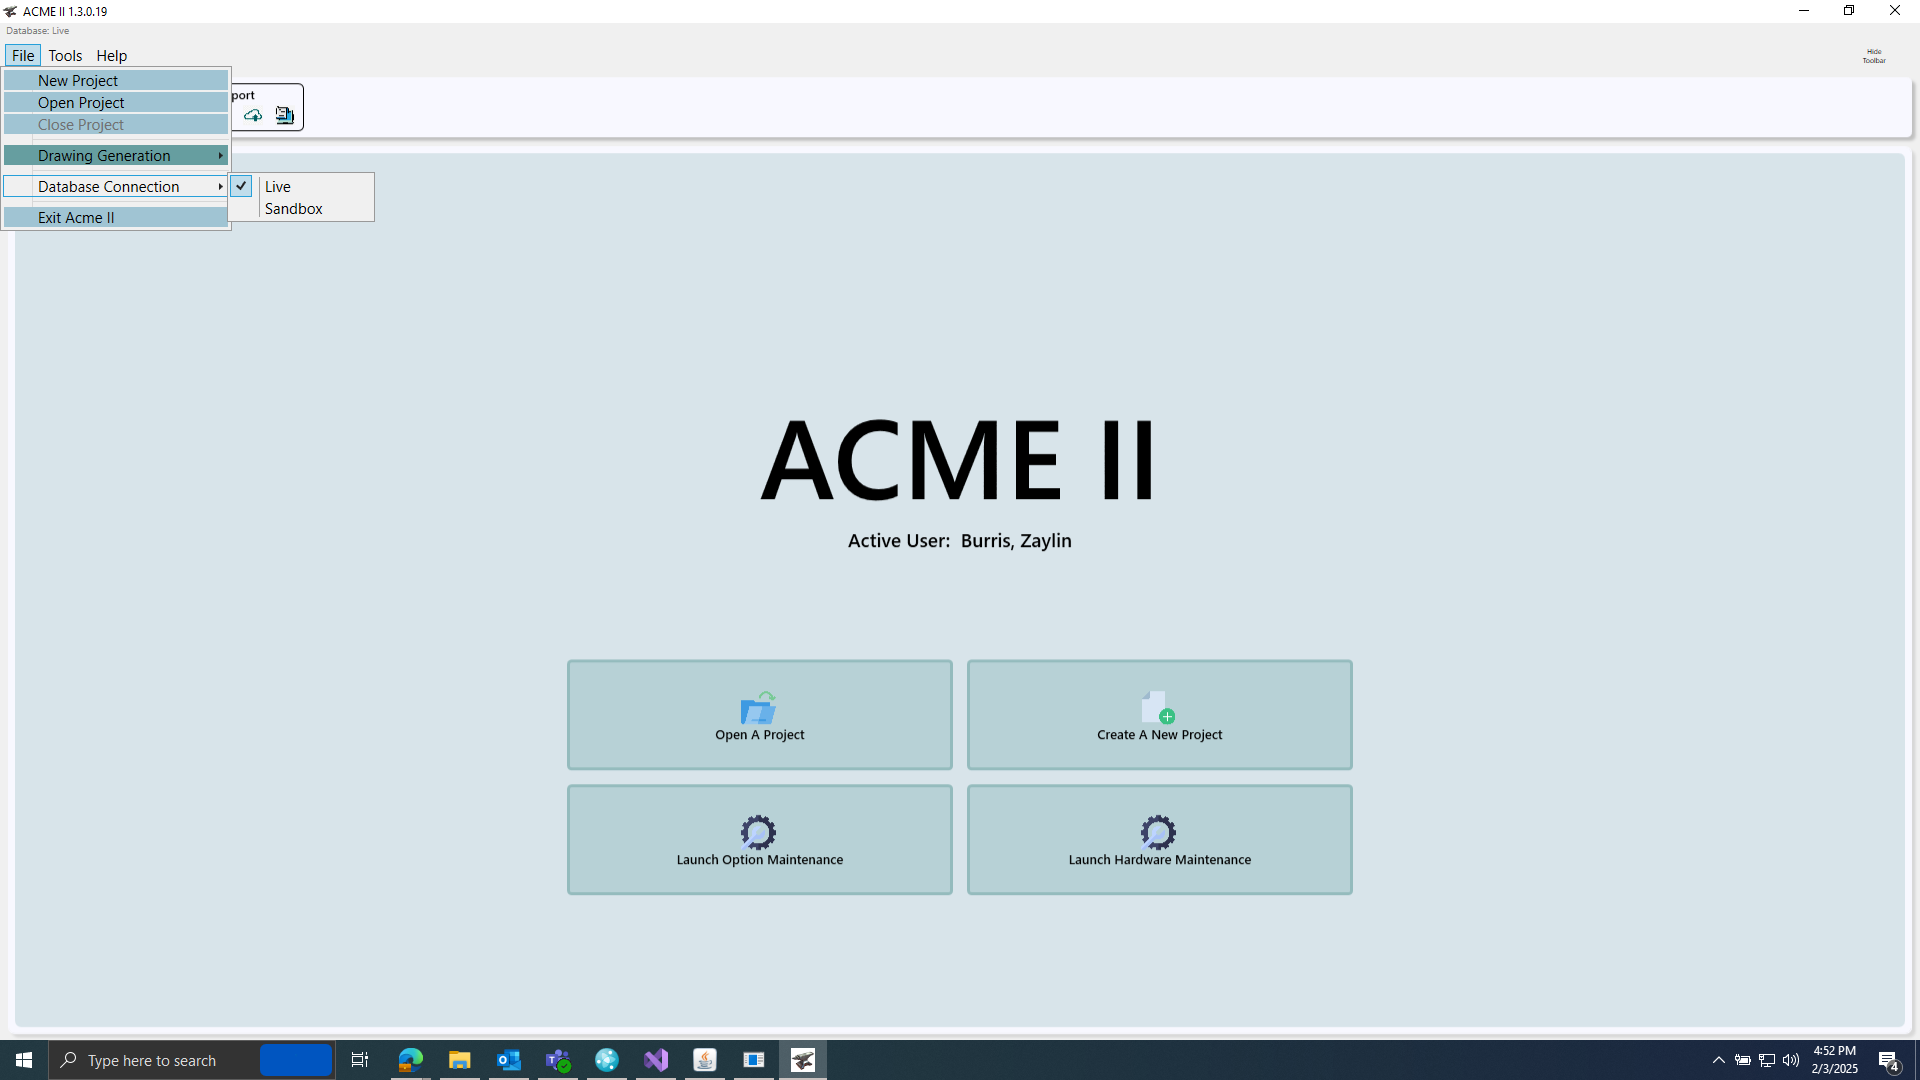 ACME II 1.3.0.19
Database: Live
File Tools Help
Hide
Toolbar
New Project
Open Project
Close Project
port
Drawing Generation
Database Connection
Live
Sandbox
Exit Acme II
ACME II
Active User: Burris, Zaylin
Open A Project
Create A New Project
Launch Option Maintenance
Launch Hardware Maintenance
Type here to search
4:52 PM
2/3/2025
4